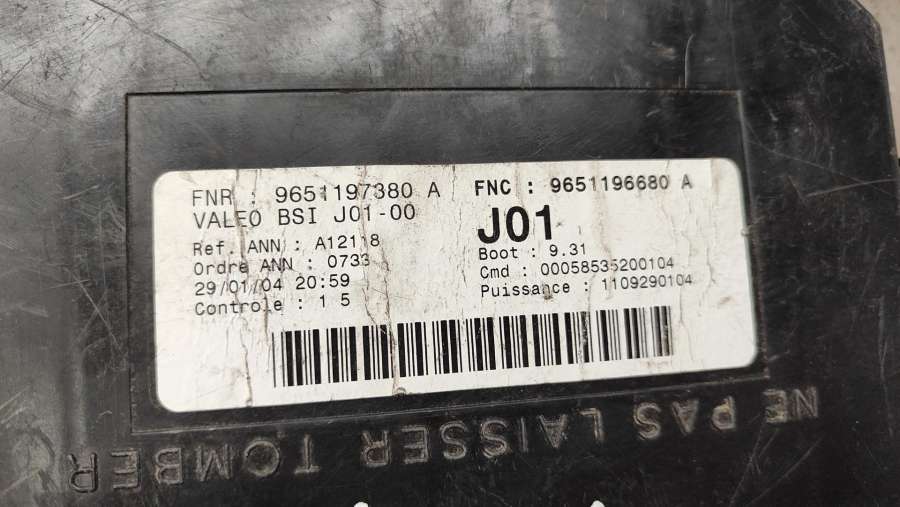 FNR : 9651197380 A
VALEO BSI J01-00
Ref. ANN : A12118
Ordre ANN : 0733
29/01/04 20:59
Controle : 1 5
FNC : 9651196680 A
J01
Boot : 9.31
Cmd : 00058535200104
Puissance : 1109290104
NE PAS LAISSER TOMBER